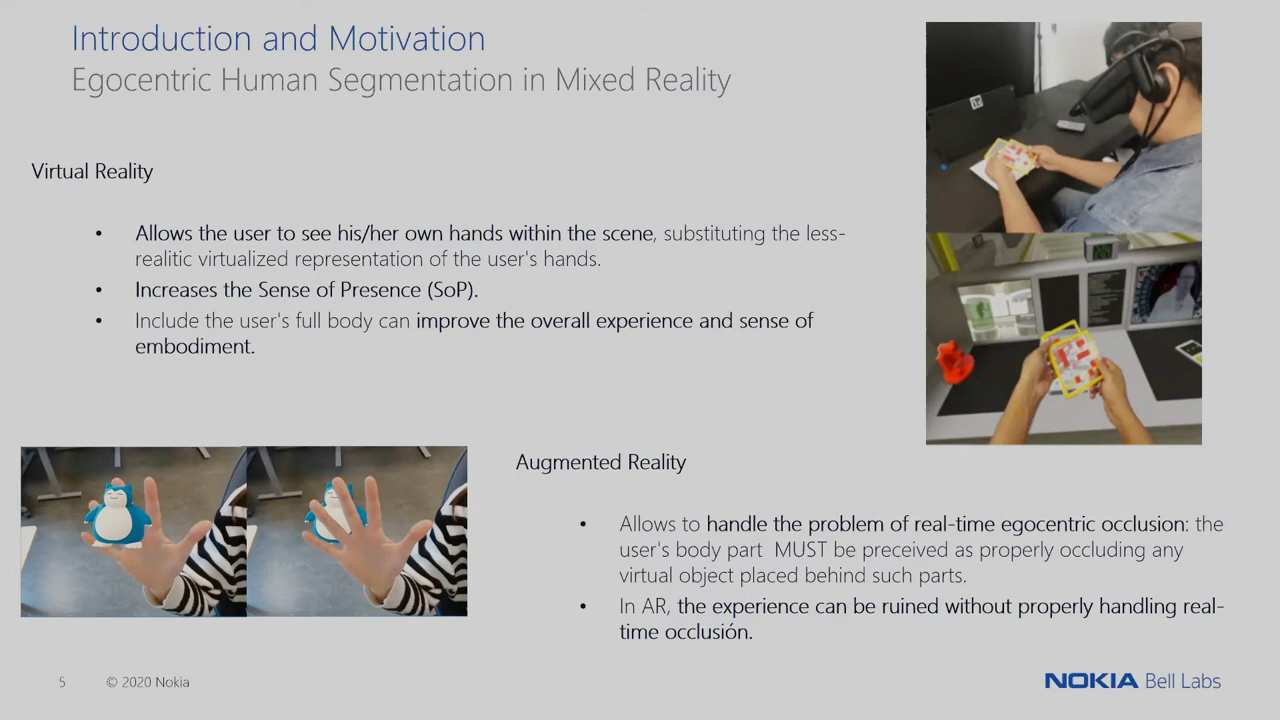 Introduction and Motivation
Egocentric Human Segmentation in Mixed Reality
Virtual Reality
• Allows the user to see his/her own hands within the scene, substituting the less-
realitic virtualized representation of the user's hands.
• Increases the Sense of Presence (SoP).
• Include the user's full body can improve the overall experience and sense of
embodiment.
Augmented Reality
• Allows to handle the problem of real-time egocentric occlusion: the
user's body part MUST be preceived as properly occluding any
virtual object placed behind such parts.
• In AR, the experience can be ruined without properly handling real-
time occlusión.
5 © 2020 Nokia
NOKIA Bell Labs